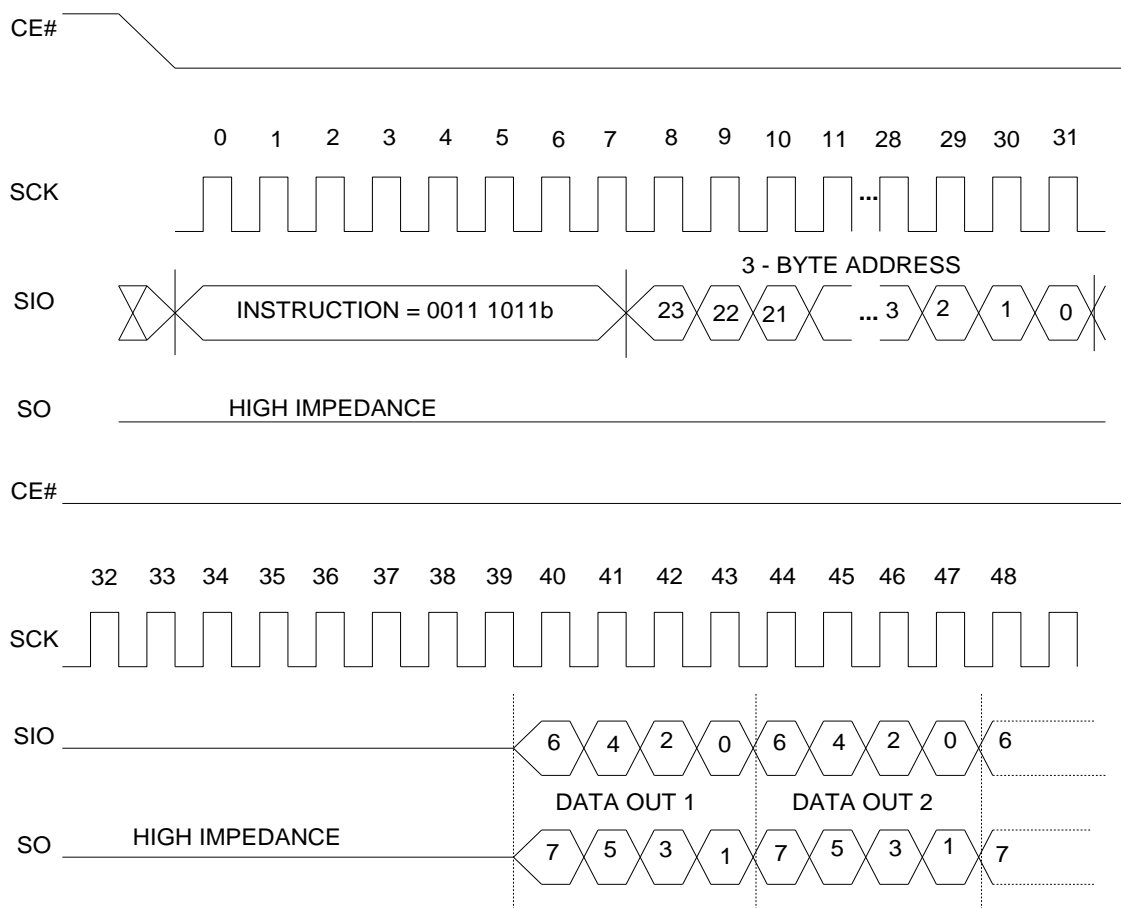 CE#
0 1 2 3 4 5 6 7 8 9 10 11 28 29 30 31
SCK ...
3 - BYTE ADDRESS
SIO INSTRUCTION = 0011 1011b 23 22 21 ... 3 2 1 0
SO HIGH IMPEDANCE
CE#
32 33 34 35 36 37 38 39 40 41 42 43 44 45 46 47 48
SCK
SIO 6 4 2 0 6 4 2 0 6
DATA OUT 1 DATA OUT 2
SO HIGH IMPEDANCE 7 5 3 1 7 5 3 1 7